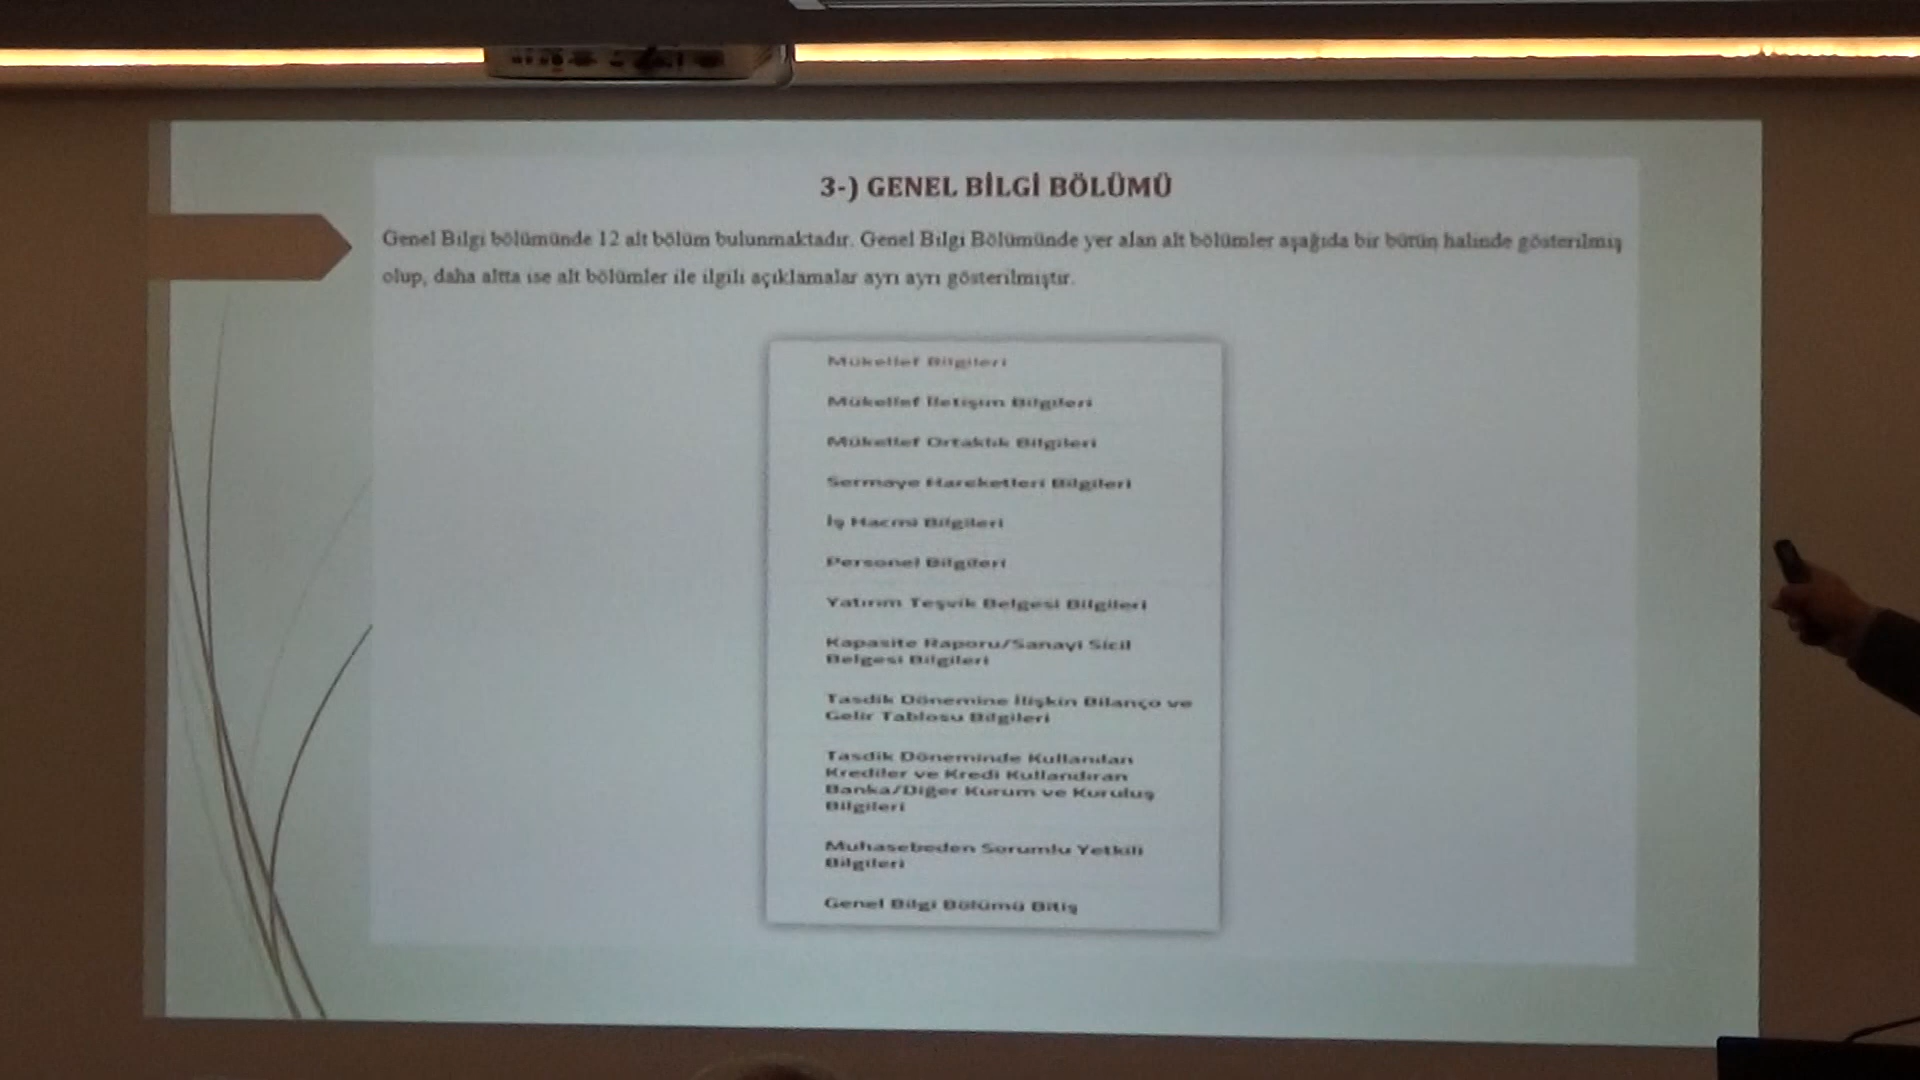 3-) GENEL BİLGİ BÖLÜMÜ
Genel Bilgi bölümünde 12 alt bölüm bulunmaktadır. Genel Bilgi Bölümünde yer alan alt bölümler aşağıda bir bütün halinde gösterilmiş
olup, daha altta ise alt bölümler ile ilgili açıklamalar ayrı ayrı gösterilmiştir.
Mükellef Bilgileri
Mükellef İletişim Bilgileri
Mükellef Ortaklık Bilgileri
Sermaye Hareketleri Bilgileri
İş Hacmi Bilgileri
Personel Bilgileri
Yatırım Teşvik Belgesi Bilgileri
Kapasite Raporu/Sanayi Sicil
Belgesi Bilgileri
Tasdik Dönemine İlişkin Bilanço ve
Gelir Tablosu Bilgileri
Tasdik Döneminde Kullanılan
Krediler ve Kredi Kullandıran
Banka/Diğer Kurum ve Kuruluş
Bilgileri
Muhasebeden Sorumlu Yetkili
Bilgileri
Genel Bilgi Bölümü Bitiş